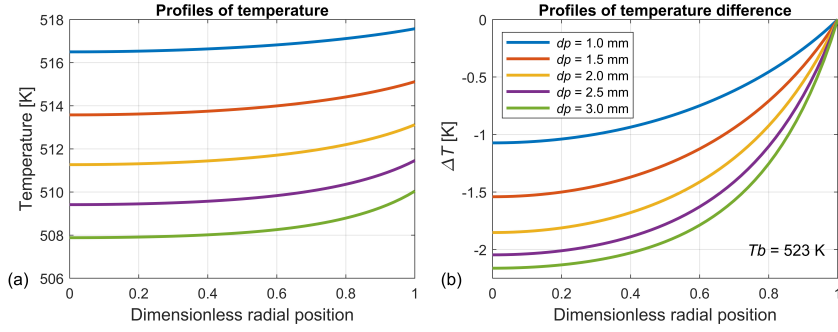 Profiles of temperature
518
516
514
512
510
508
506
Temperature [K]
0
0.2
0.4
0.6
0.8
1
Dimensionless radial position
(a)
Profiles of temperature difference
0
-0.5
-1
-1.5
-2
ΔT [K]
dp = 1.0 mm
dp = 1.5 mm
dp = 2.0 mm
dp = 2.5 mm
dp = 3.0 mm
Tb = 523 K
0
0.2
0.4
0.6
0.8
1
Dimensionless radial position
(b)